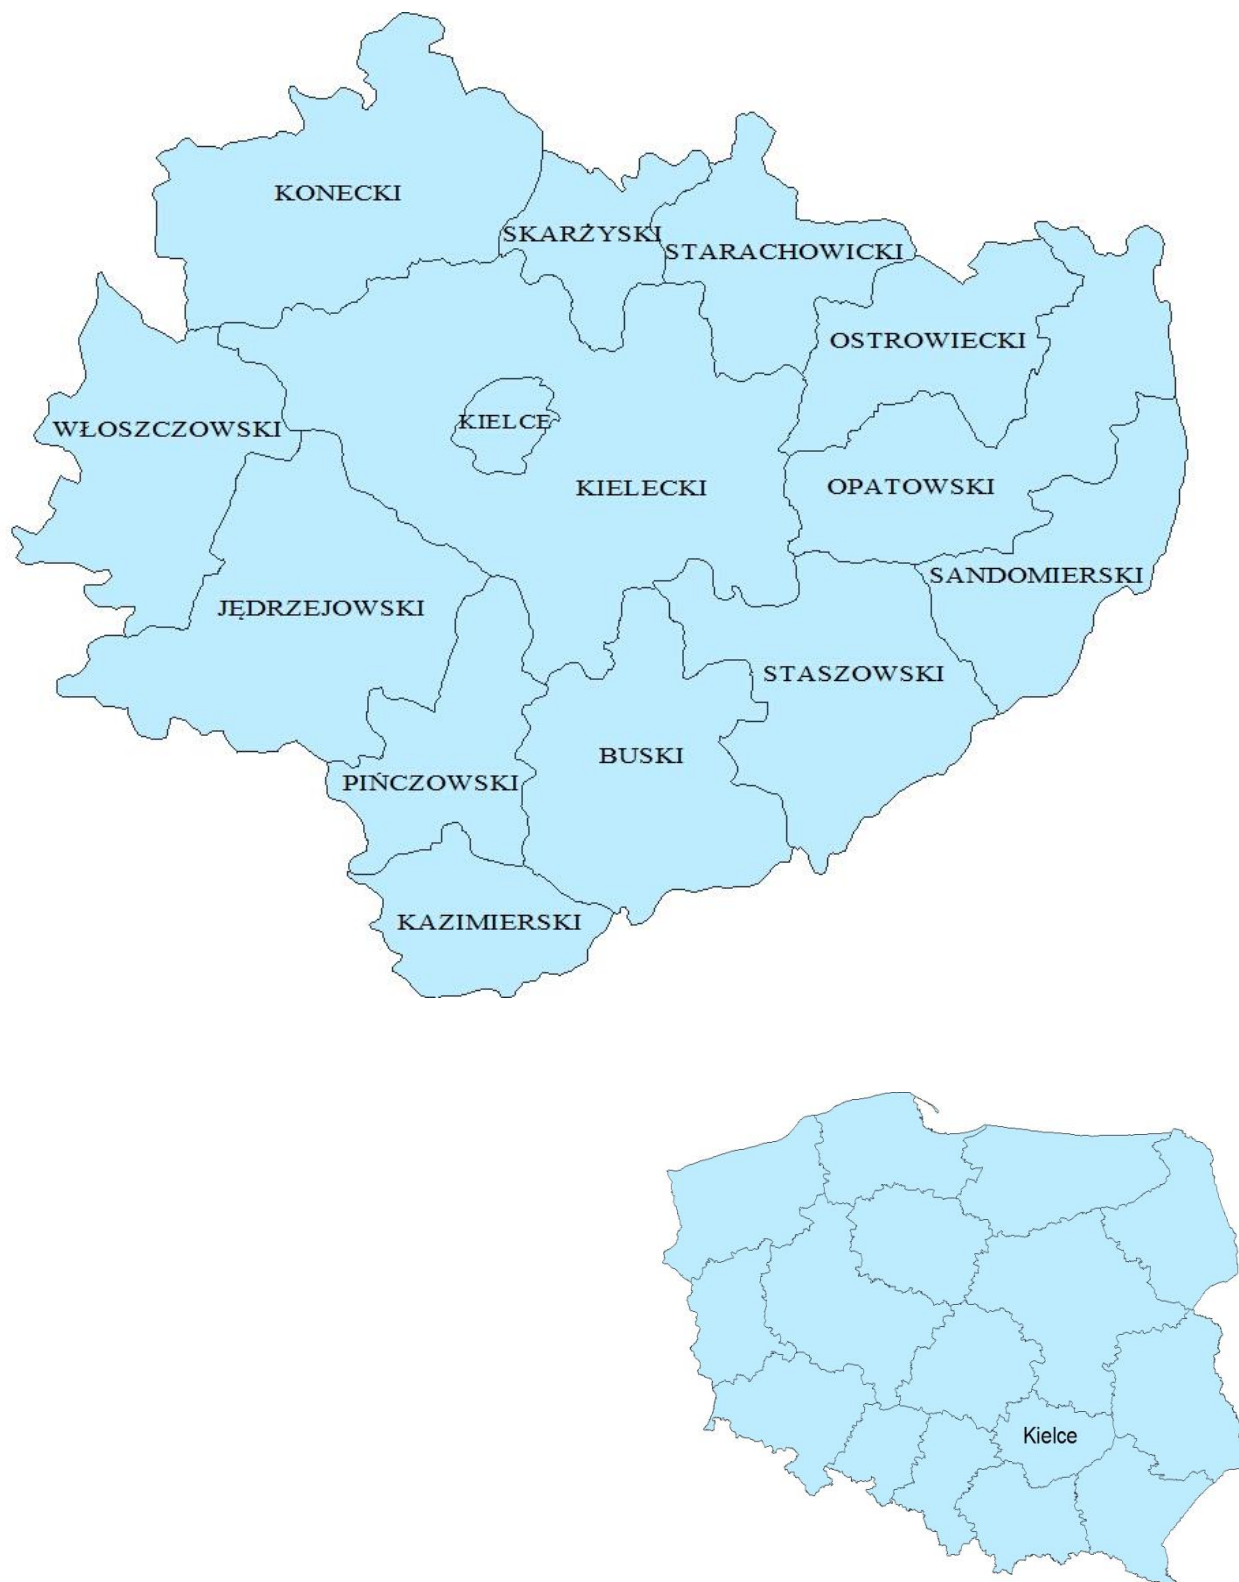 KONECKI
SKARŻYSKI
STARACHOWICKI
OSTROWIECKI
WŁOSZCZOWSKI
KIELCE
KIELECKI
OPATOWSKI
SANDOMIERSKI
JĘDRZEJOWSKI
STASZOWSKI
BUSKI
PIŃCZOWSKI
KAZIMIERSKI
Kielce